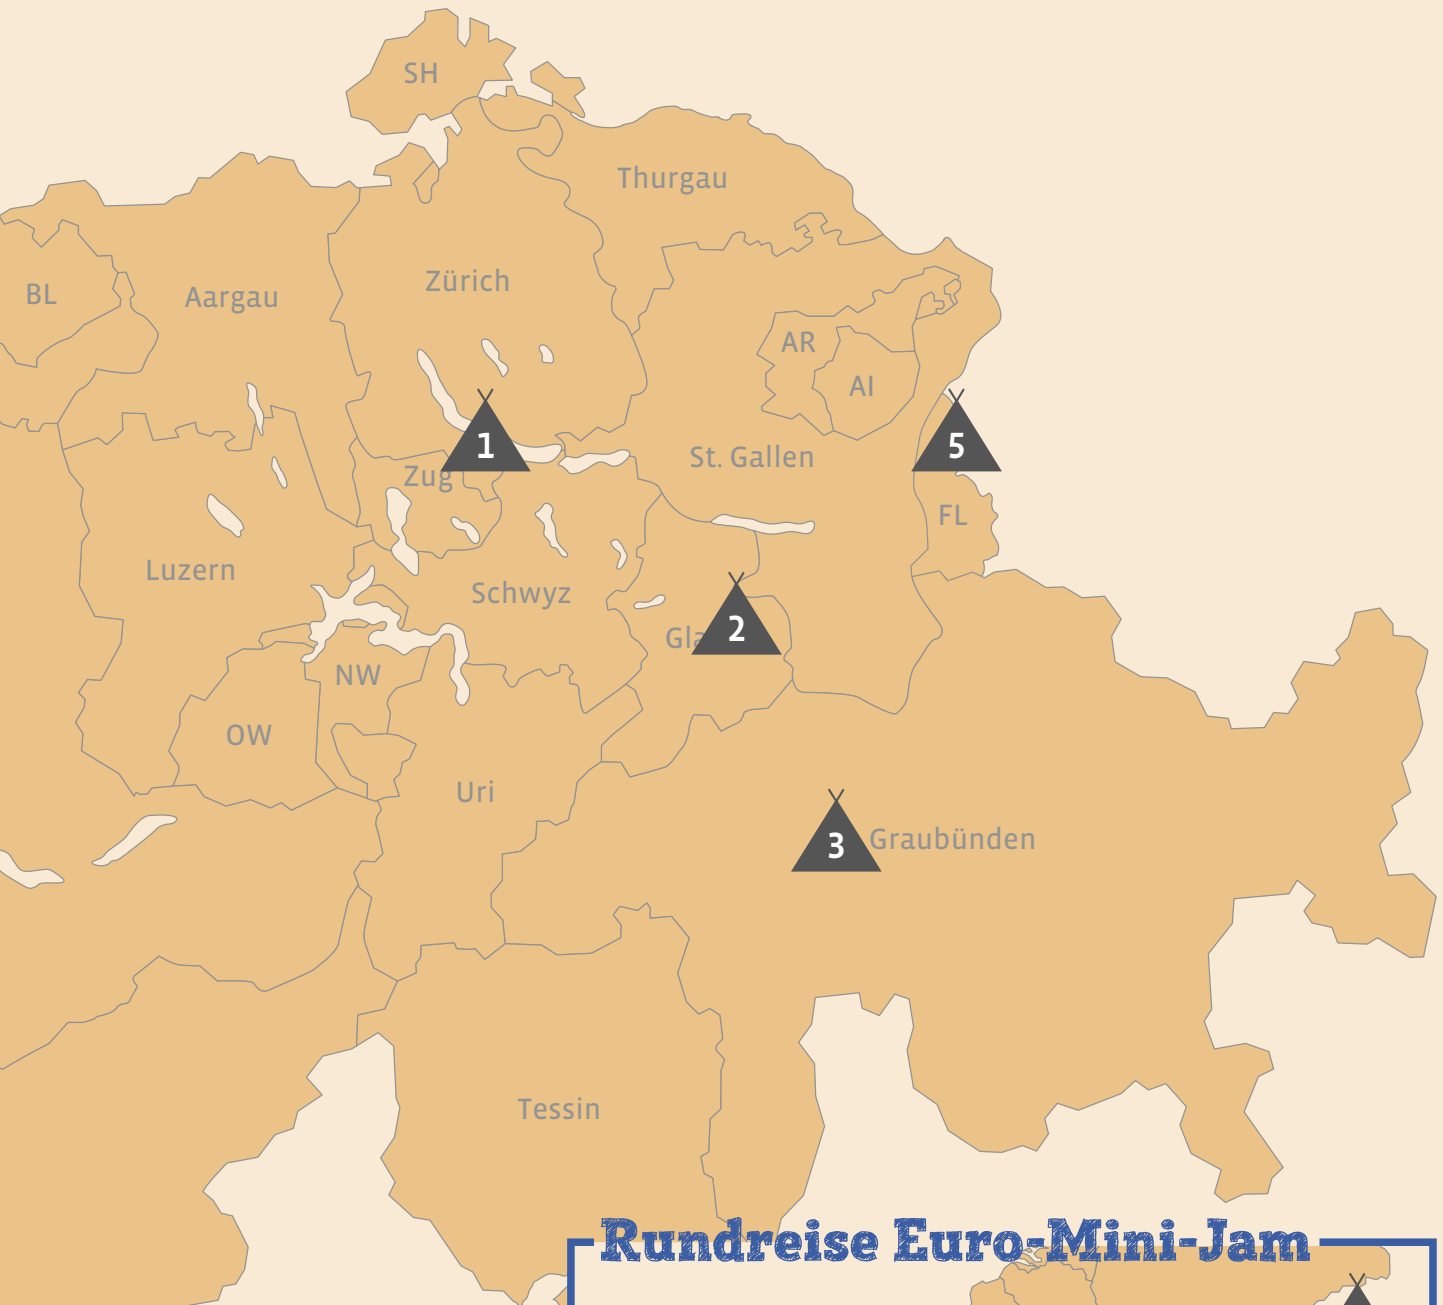 SH
Thurgau
Zürich
BL
Aargau
AR
AI
1
5
St. Gallen
Zug
FL
Luzern
Schwyz
2
Gla
NW
OW
Uri
3
Graubünden
Tessin
Rundreise Euro-Mini-Jam